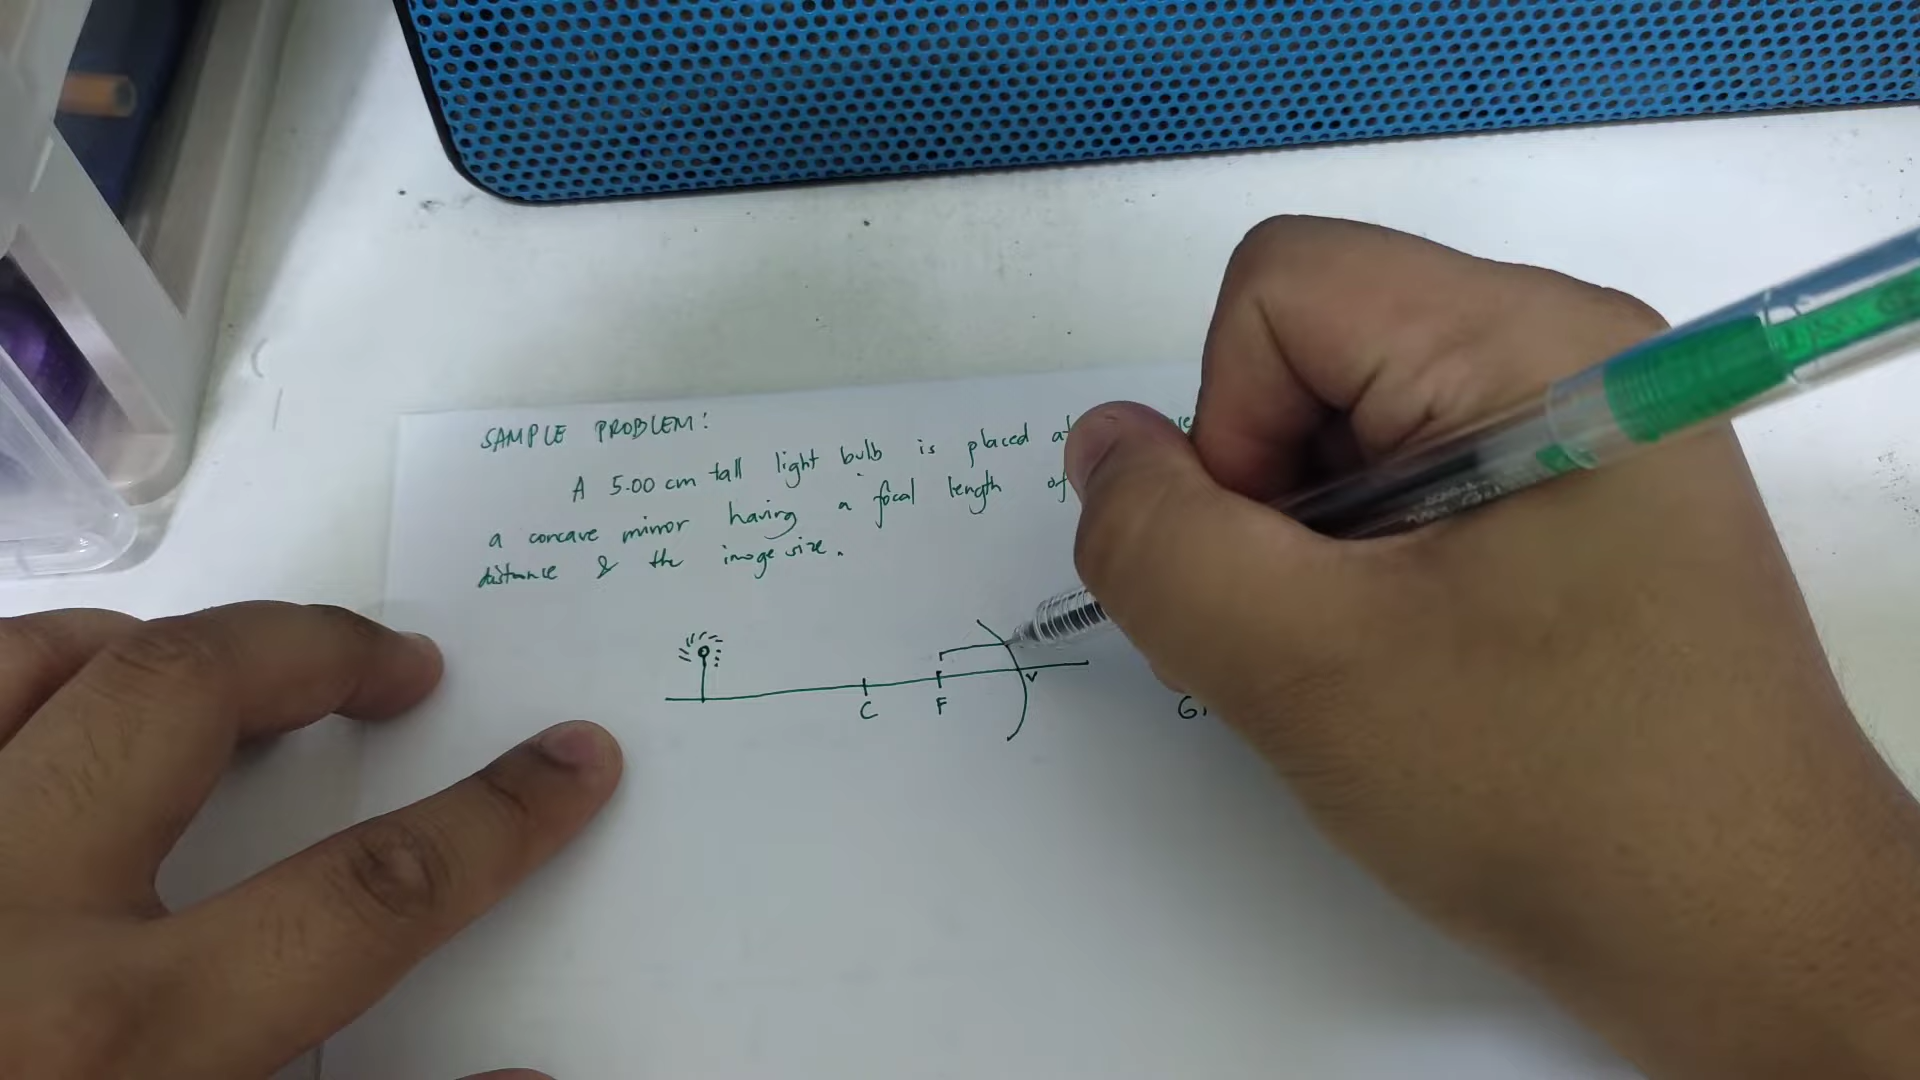 SAMPLE PROBLEM:
A 5.00 cm tall light bulb is placed at
a concave mirror having a focal length of
distance & the image size.
C F V